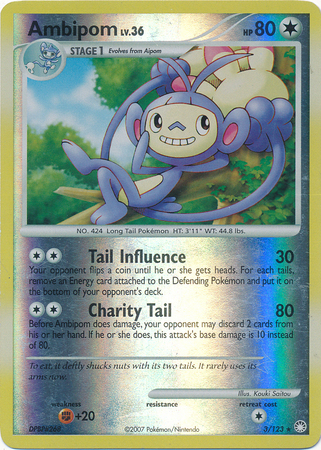 Ambipom LV.36 HP 80
STAGE 1 Evolves from Aipom
NO. 424 Long Tail Pokémon HT: 3'11" WT: 44.8 lbs.
Tail Influence 30
Your opponent flips a coin until he or she gets heads. For each tails,
remove an Energy card attached to the Defending Pokémon and put it on
the bottom of your opponent's deck.
Charity Tail 80
Before Ambipom does damage, your opponent may discard 2 cards from
his or her hand. If he or she does, this attack's base damage is 10 instead
of 80.
To eat, it deftly shucks nuts with its two tails. It rarely uses its
arms now.
Illus. Kouki Saitou
weakness resistance retreat cost
+20
©2007 Pokémon/Nintendo 3/123 ★